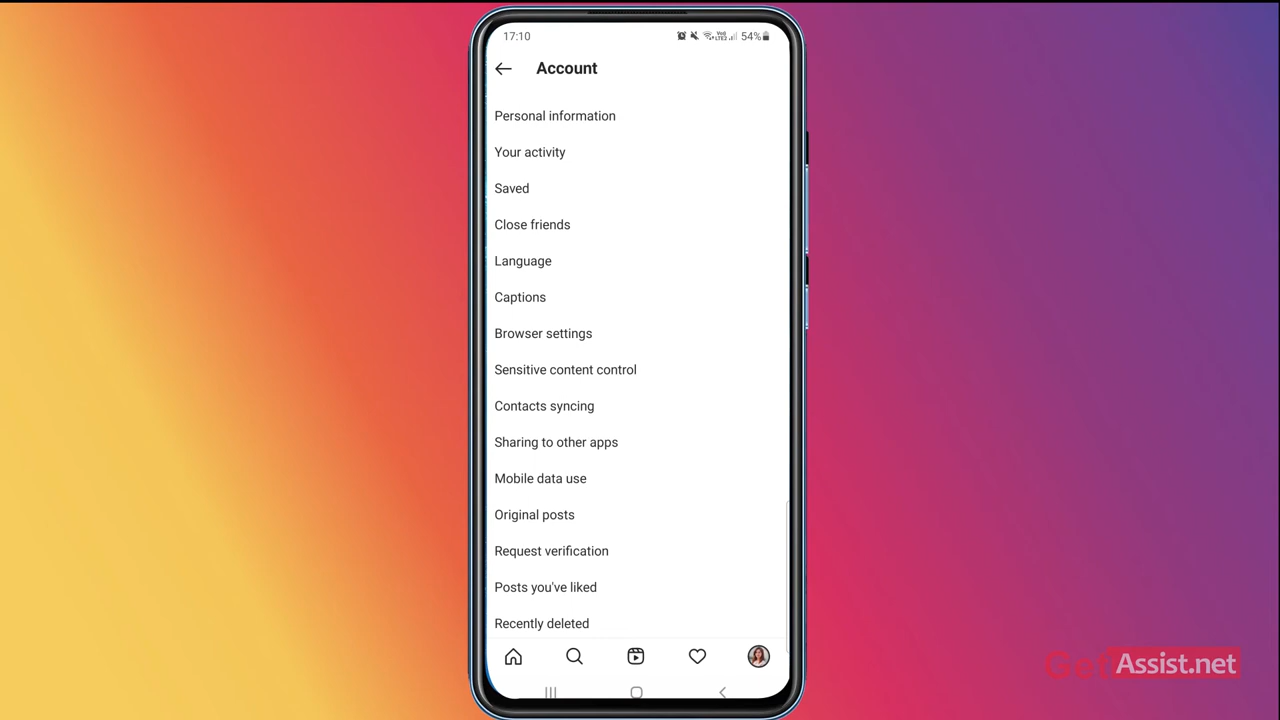 17:10
54%
Account
Personal information
Your activity
Saved
Close friends
Language
Captions
Browser settings
Sensitive content control
Contacts syncing
Sharing to other apps
Mobile data use
Original posts
Request verification
Posts you've liked
Recently deleted
GetAssist.net